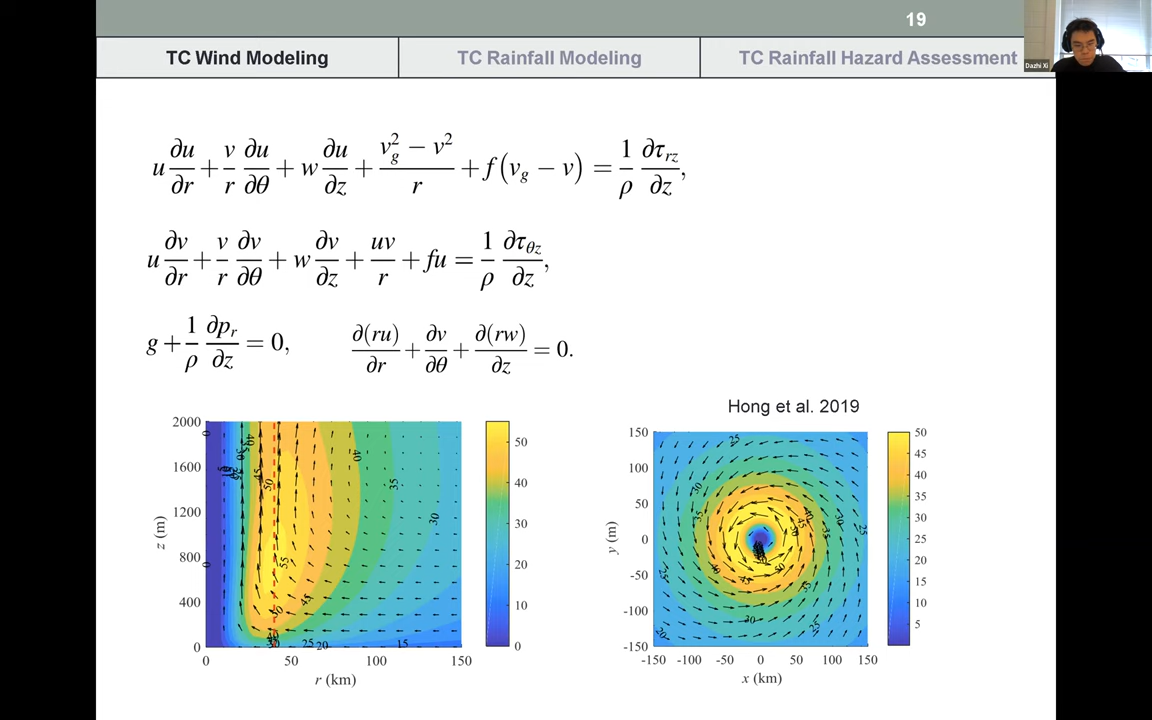 19
TC Wind Modeling
TC Rainfall Modeling
TC Rainfall Hazard Assessment
Dazhi Xi
u ∂u/∂r + v/r ∂u/∂θ + w ∂u/∂z + (v_g^2 − v^2)/r + f(v_g − v) = 1/ρ ∂τ_rz/∂z,
u ∂v/∂r + v/r ∂v/∂θ + w ∂v/∂z + uv/r + fu = 1/ρ ∂τ_θz/∂z,
g + 1/ρ ∂p_r/∂z = 0, ∂(ru)/∂r + ∂v/∂θ + ∂(rw)/∂z = 0.
Hong et al. 2019
2000
1600
1200
800
400
0
z (m)
0 50 100 150
r (km)
50
40
30
20
10
0
150
100
50
0
-50
-100
-150
y (m)
-150 -100 -50 0 50 100 150
x (km)
50
45
40
35
30
25
20
15
10
5